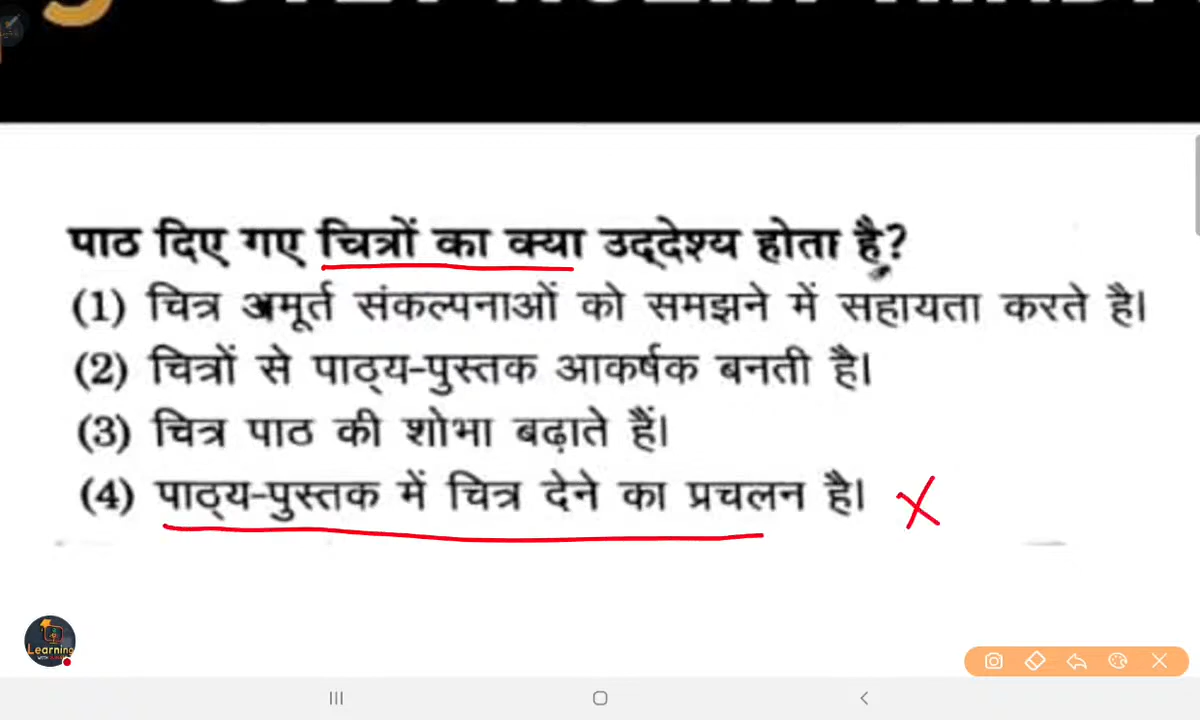 पाठ दिए गए चित्रों का क्या उद्देश्य होता है?
(1) चित्र अमूर्त संकल्पनाओं को समझने में सहायता करते है।
(2) चित्रों से पाठ्य-पुस्तक आकर्षक बनती है।
(3) चित्र पाठ की शोभा बढ़ाते हैं।
(4) पाठ्य-पुस्तक में चित्र देने का प्रचलन है।
Learning